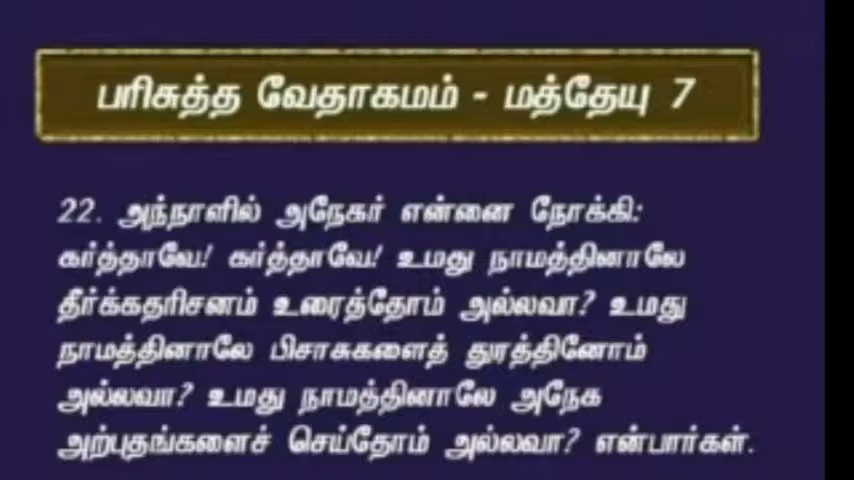 பரிசுத்த வேதாகமம் - மத்தேயு 7
22. அந்நாளில் அநேகர் என்னை நோக்கி:
கர்த்தாவே! கர்த்தாவே! உமது நாமத்தினாலே
தீர்க்கதரிசனம் உரைத்தோம் அல்லவா? உமது
நாமத்தினாலே பிசாசுகளைத் துரத்தினோம்
அல்லவா? உமது நாமத்தினாலே அநேக
அற்புதங்களைச் செய்தோம் அல்லவா? என்பார்கள்.